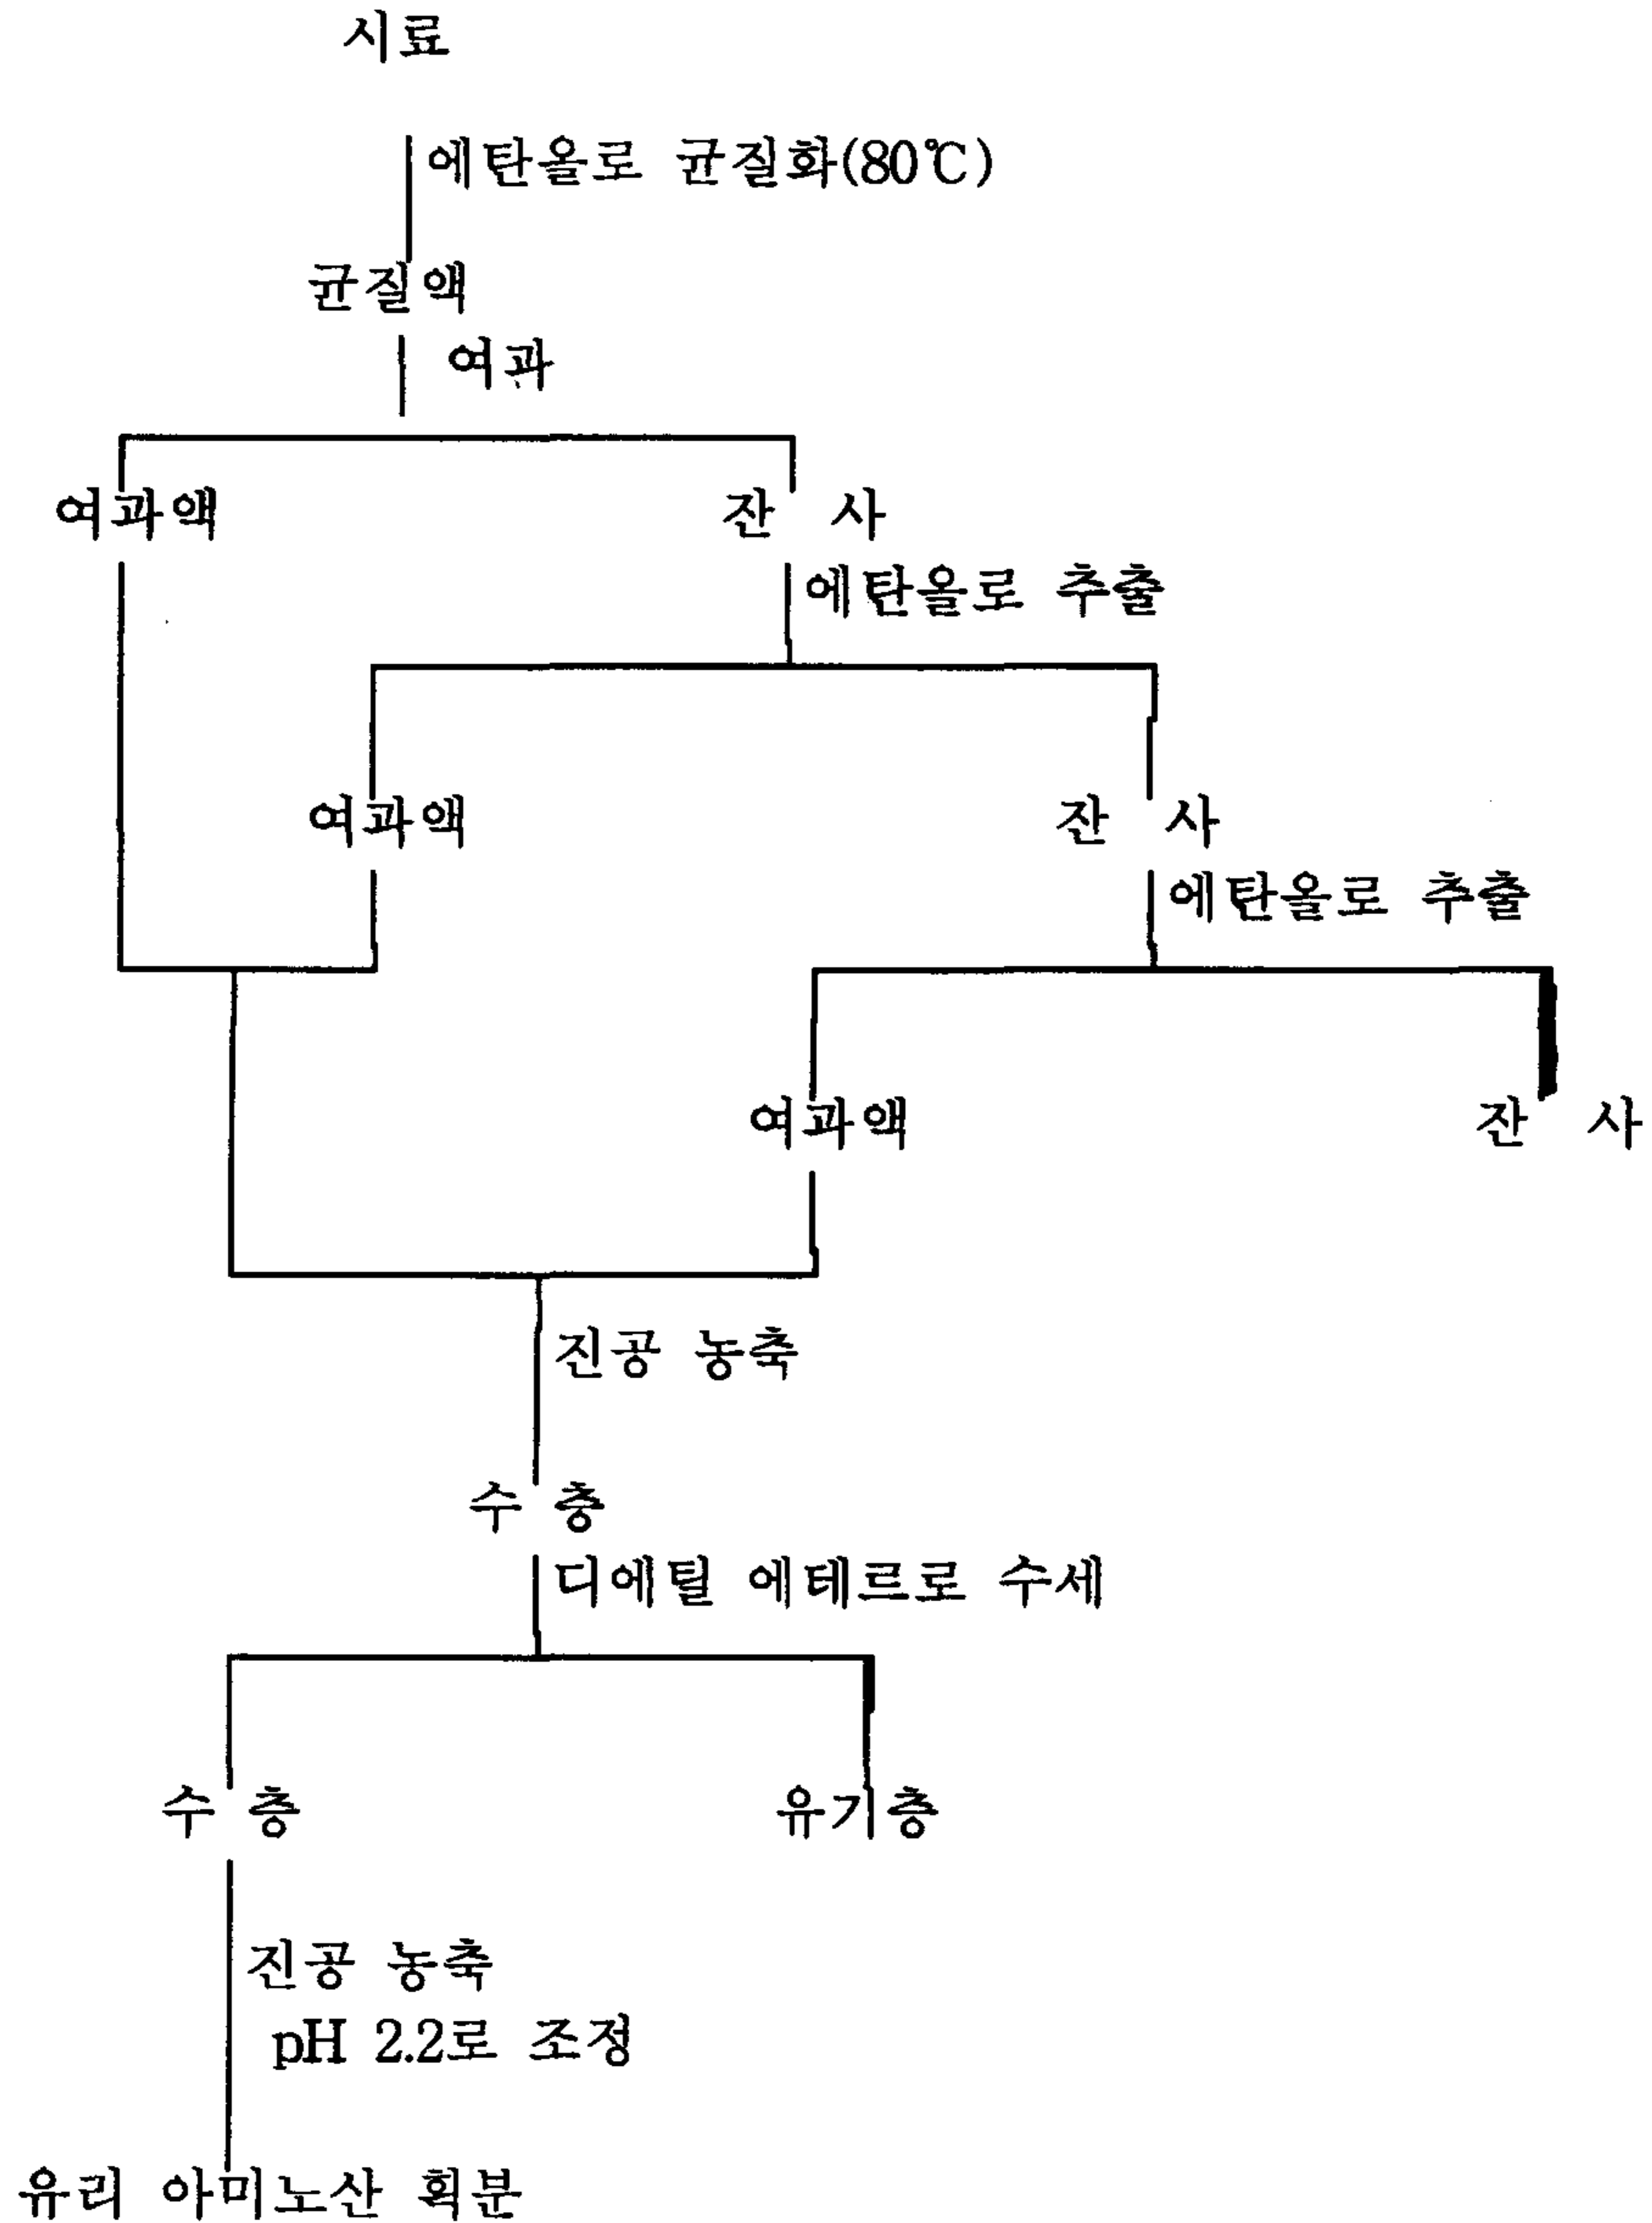 시료
에탄올로 균질화(80℃)
균질액
여과
여과액
잔 사
에탄올로 추출
여과액
잔 사
에탄올로 추출
여과액
잔 사
진공 농축
수 층
디에틸 에테르로 수세
수 층
유기층
진공 농축
pH 2.2로 조정
유리 아미노산 획분